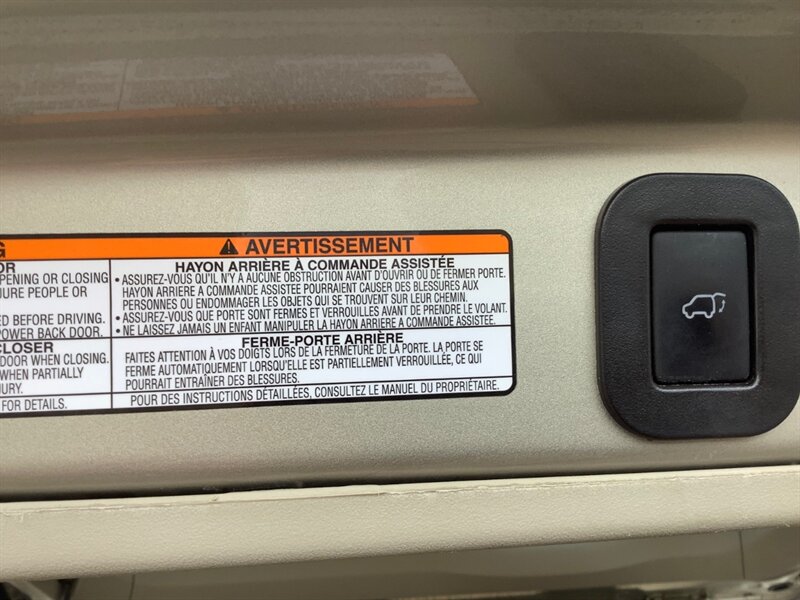 G
AVERTISSEMENT
OR
PENING OR CLOSING
JURE PEOPLE OR
ED BEFORE DRIVING.
POWER BACK DOOR.
CLOSER
DOOR WHEN CLOSING.
WHEN PARTIALLY
URY.
FOR DETAILS.
HAYON ARRIÈRE À COMMANDE ASSISTÉE
• ASSUREZ-VOUS QU'IL N'Y A AUCUNE OBSTRUCTION AVANT D'OUVRIR OU DE FERMER PORTE.
HAYON ARRIERE A COMMANDE ASSISTEE POURRAIENT CAUSER DES BLESSURES AUX
PERSONNES OU ENDOMMAGER LES OBJETS QUI SE TROUVENT SUR LEUR CHEMIN.
• ASSUREZ-VOUS QUE PORTE SONT FERMES ET VERROUILLES AVANT DE PRENDRE LE VOLANT.
• NE LAISSEZ JAMAIS UN ENFANT MANIPULER LA HAYON ARRIERE A COMMANDE ASSISTEE.
FERME-PORTE ARRIÈRE
FAITES ATTENTION À VOS DOIGTS LORS DE LA FERMETURE DE LA PORTE. LA PORTE SE
FERME AUTOMATIQUEMENT LORSQU'ELLE EST PARTIELLEMENT VERROUILLÉE, CE QUI
POURRAIT ENTRAÎNER DES BLESSURES.
POUR DES INSTRUCTIONS DÉTAILLÉES, CONSULTEZ LE MANUEL DU PROPRIÉTAIRE.